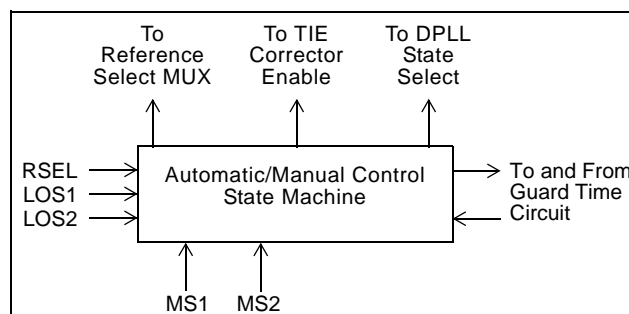 To
Reference
Select MUX
To TIE
Corrector
Enable
To DPLL
State
Select
RSEL
LOS1
LOS2
Automatic/Manual Control
State Machine
To and From
Guard Time
Circuit
MS1
MS2